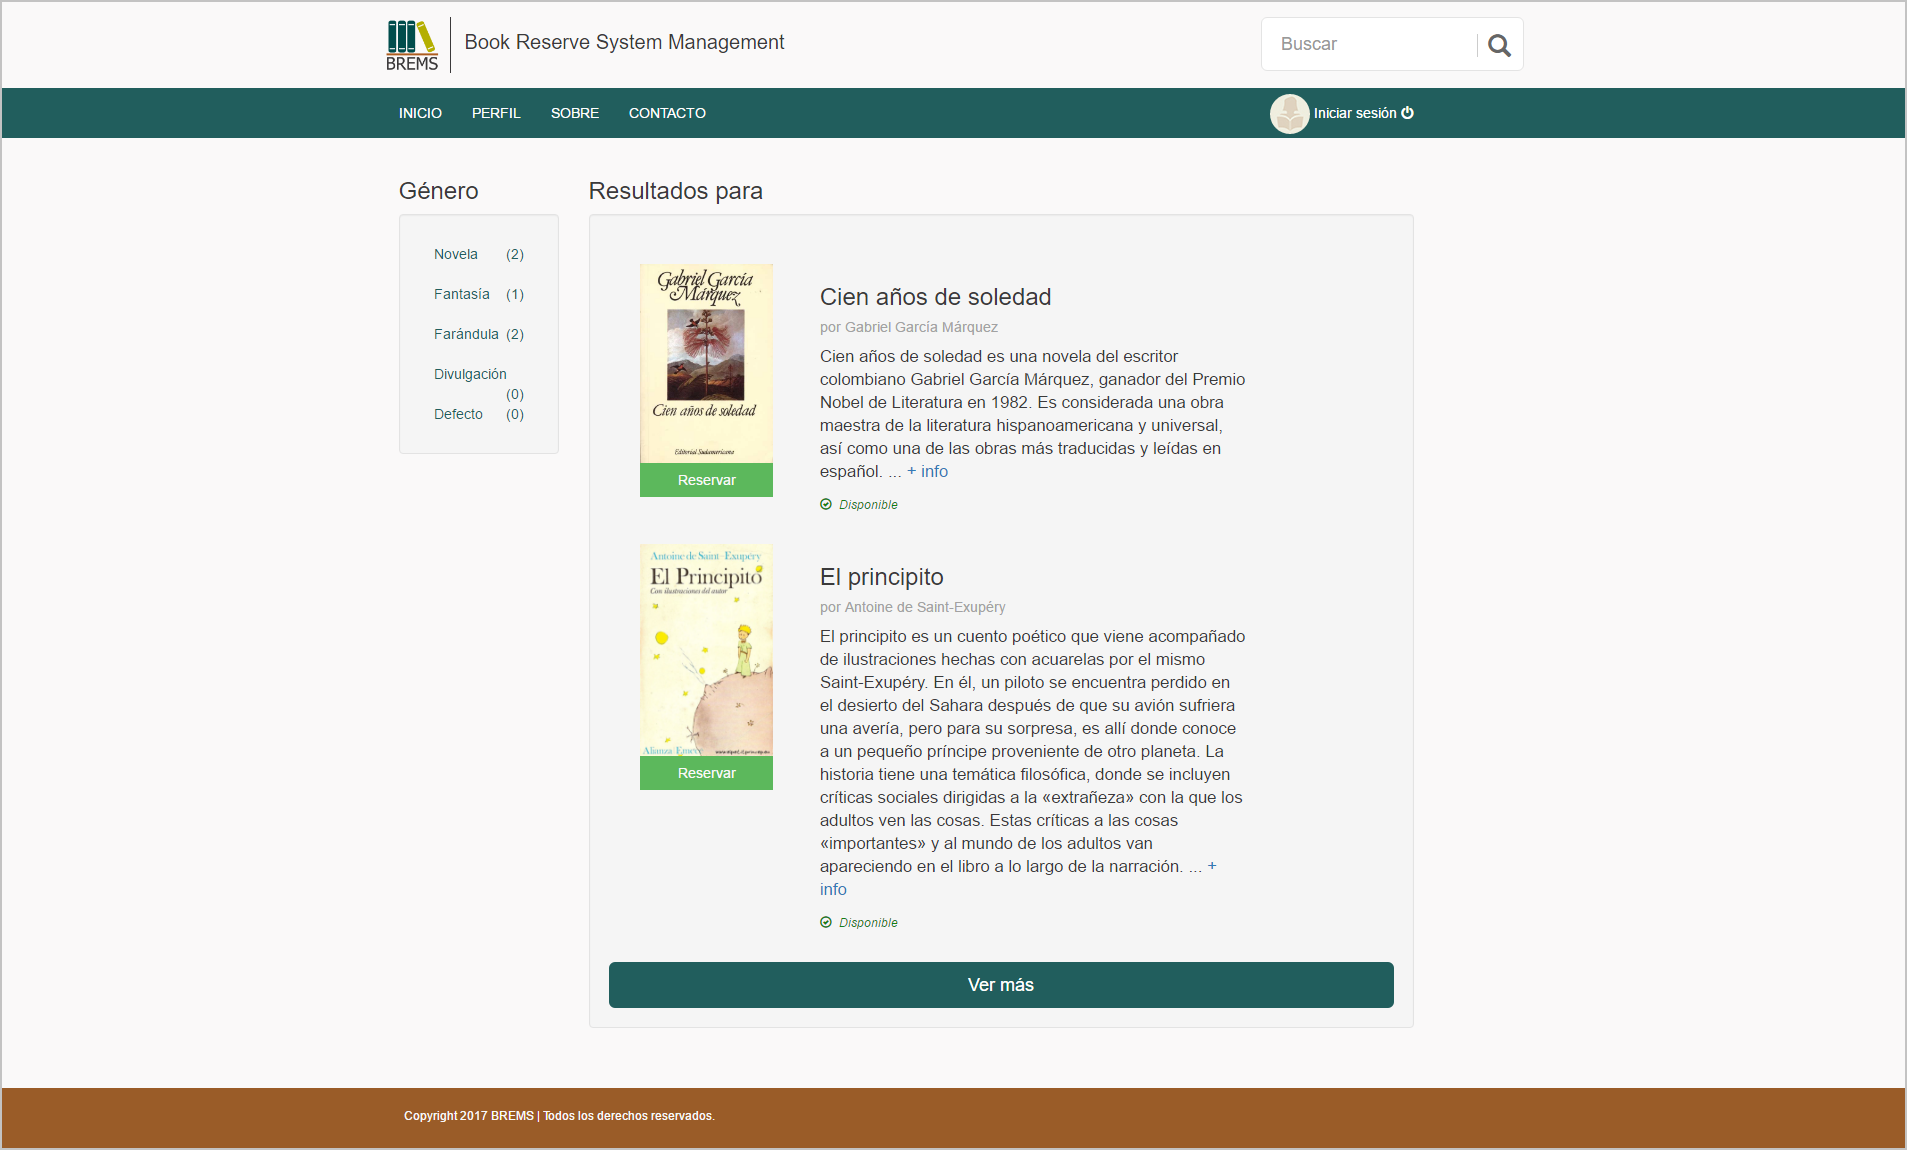 BREMS
Book Reserve System Management
Buscar
INICIO PERFIL SOBRE CONTACTO
Iniciar sesión
Género
Novela (2)
Fantasía (1)
Farándula (2)
Divulgación
(0)
Defecto (0)
Resultados para
Gabriel García
Márquez
Cien años de soledad
Editorial Sudamericana
Reservar
Cien años de soledad
por Gabriel García Márquez
Cien años de soledad es una novela del escritor
colombiano Gabriel García Márquez, ganador del Premio
Nobel de Literatura en 1982. Es considerada una obra
maestra de la literatura hispanoamericana y universal,
así como una de las obras más traducidas y leídas en
español. ... + info
Disponible
Antoine de Saint-Exupéry
El Principito
Con ilustraciones del autor
Alianza/Emecé
Reservar
El principito
por Antoine de Saint-Exupéry
El principito es un cuento poético que viene acompañado
de ilustraciones hechas con acuarelas por el mismo
Saint-Exupéry. En él, un piloto se encuentra perdido en
el desierto del Sahara después de que su avión sufriera
una avería, pero para su sorpresa, es allí donde conoce
a un pequeño príncipe proveniente de otro planeta. La
historia tiene una temática filosófica, donde se incluyen
críticas sociales dirigidas a la «extrañeza» con la que los
adultos ven las cosas. Estas críticas a las cosas
«importantes» y al mundo de los adultos van
apareciendo en el libro a lo largo de la narración. ... +
info
Disponible
Ver más
Copyright 2017 BREMS | Todos los derechos reservados.